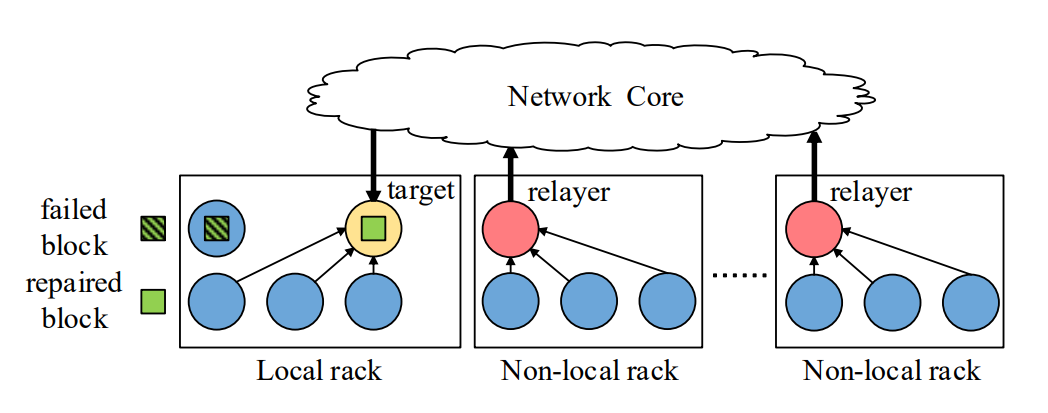 Network Core
target
relayer
relayer
failed
block
repaired
block
Local rack
Non-local rack
Non-local rack